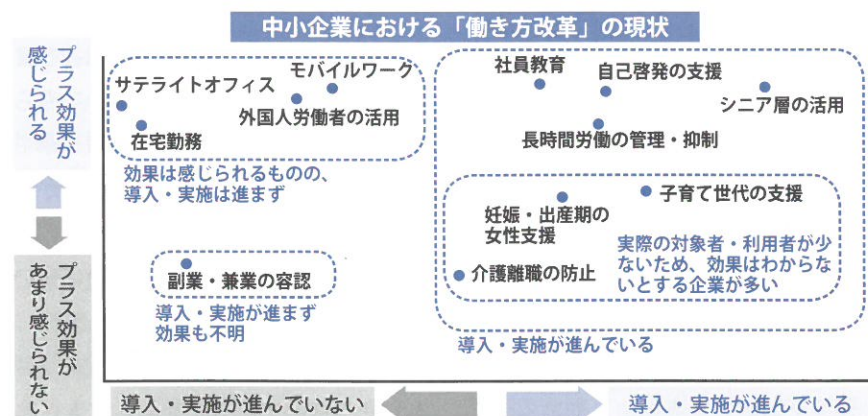 中小企業における「働き方改革」の現状
プラス効果が
感じられる
プラス効果が
あまり感じられない
サテライトオフィス
モバイルワーク
外国人労働者の活用
在宅勤務
効果は感じられるものの、
導入・実施は進まず
副業・兼業の容認
導入・実施が進まず
効果も不明
社員教育
自己啓発の支援
シニア層の活用
長時間労働の管理・抑制
子育て世代の支援
妊娠・出産期の
女性支援
実際の対象者・利用者が少
ないため、効果はわからな
いとする企業が多い
介護離職の防止
導入・実施が進んでいる
導入・実施が進んでいない
導入・実施が進んでいる